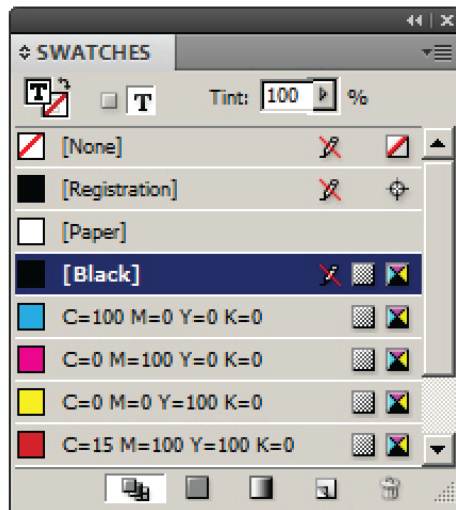 SWATCHES
T T Tint: 100 %
[None]
[Registration]
[Paper]
[Black]
C=100 M=0 Y=0 K=0
C=0 M=100 Y=0 K=0
C=0 M=0 Y=100 K=0
C=15 M=100 Y=100 K=0